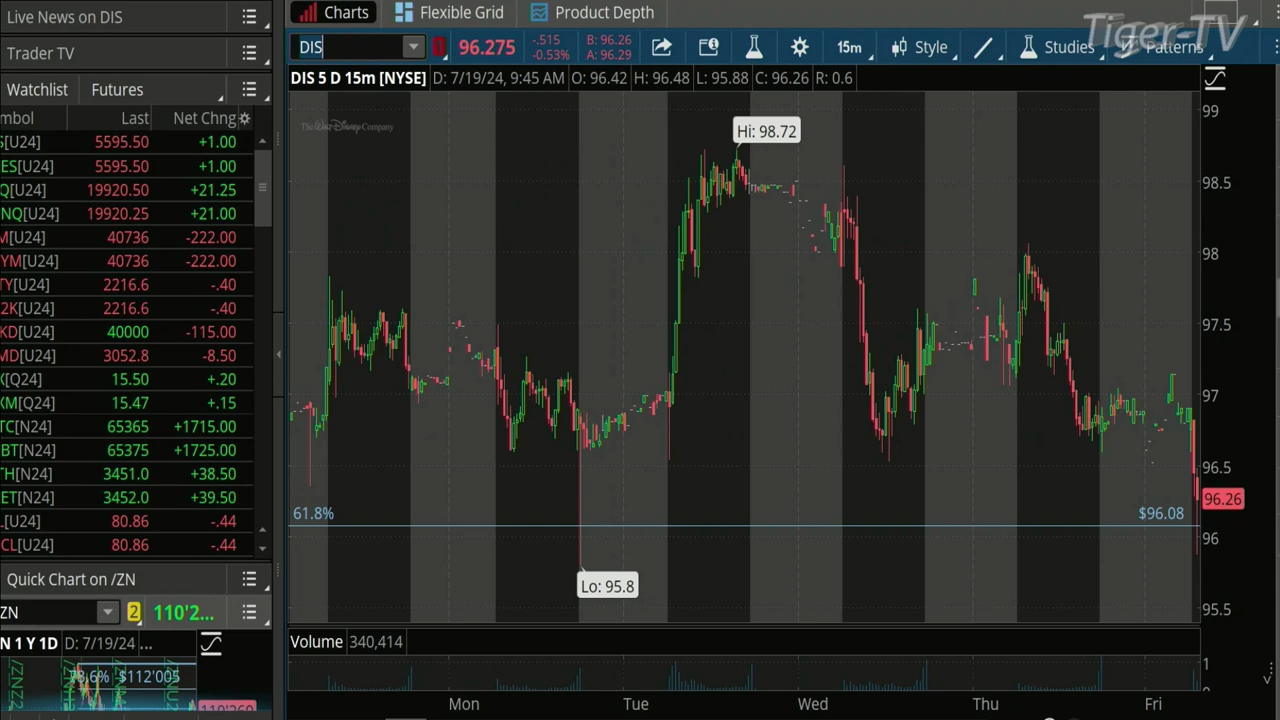 Live News on DIS
Trader TV
Watchlist Futures
mbol Last Net Chng
S[U24] 5595.50 +1.00
ES[U24] 5595.50 +1.00
Q[U24] 19920.50 +21.25
NQ[U24] 19920.25 +21.00
M[U24] 40736 -222.00
YM[U24] 40736 -222.00
TY[U24] 2216.6 -.40
2K[U24] 2216.6 -.40
KD[U24] 40000 -115.00
MD[U24] 3052.8 -8.50
X[Q24] 15.50 +.20
XM[Q24] 15.47 +.15
TC[N24] 65365 +1715.00
BT[N24] 65375 +1725.00
TH[N24] 3451.0 +38.50
ET[N24] 3452.0 +39.50
L[U24] 80.86 -.44
CL[U24] 80.86 -.44
Quick Chart on /ZN
ZN 2 110'2...
N 1 Y 1D D: 7/19/24 ...
$112'005
Charts Flexible Grid Product Depth
Tiger-TV
DIS 96.275 -.515 -0.53% B: 96.26 A: 96.29 15m Style Studies Patterns
DIS 5 D 15m [NYSE] D: 7/19/24, 9:45 AM O: 96.42 H: 96.48 L: 95.88 C: 96.26 R: 0.6
The Walt Disney Company
Hi: 98.72
99
98.5
98
97.5
97
96.5
96.26
61.8% $96.08
96
Lo: 95.8
95.5
Volume 340,414
1
0
Mon Tue Wed Thu Fri